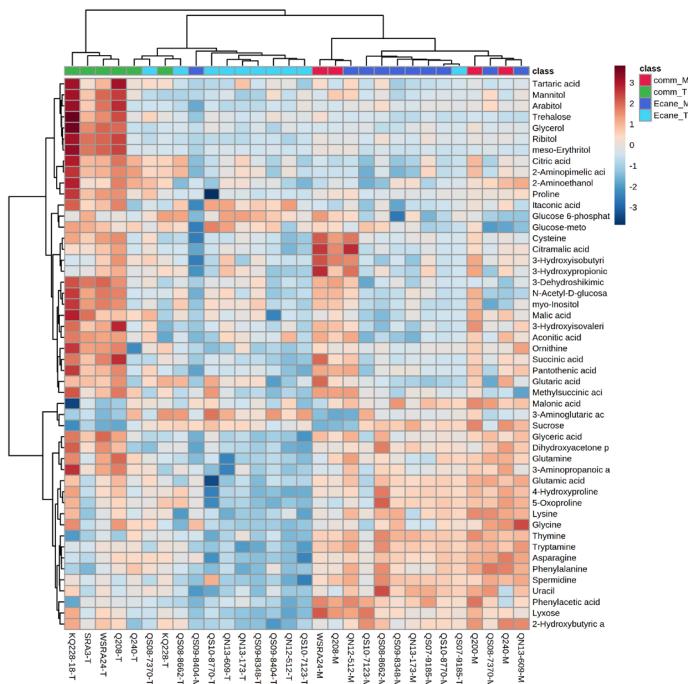 class
Tartaric acid
Mannitol
Arabitol
Trehalose
Glycerol
Ribitol
meso-Erythritol
Citric acid
2-Aminopimelic aci
2-Aminoethanol
Proline
Itaconic acid
Glucose 6-phosphat
Glucose-meto
Cysteine
Citramalic acid
3-Hydroxyisobutyri
3-Hydroxypropionic
3-Dehydroshikimic
N-Acetyl-D-glucosa
myo-Inositol
Malic acid
3-Hydroxyisovaleri
Aconitic acid
Ornithine
Succinic acid
Pantothenic acid
Glutaric acid
Methylsuccinic aci
Malonic acid
3-Aminoglutaric ac
Sucrose
Glyceric acid
Dihydroxyacetone p
Glutamine
3-Aminopropanoic a
Glutamic acid
4-Hydroxyproline
5-Oxoproline
Lysine
Glycine
Thymine
Tryptamine
Asparagine
Phenylalanine
Spermidine
Uracil
Phenylacetic acid
Lyxose
2-Hydroxybutyric a
class
comm_M
comm_T
Ecane_M
Ecane_T
3
2
1
0
-1
-2
-3
KQ228-18-T
SRA3-T
WSRA24-T
Q208-T
Q240-T
QS08-7370-T
KQ228-T
QS08-8662-T
QS09-8404-M
QS10-8770-T
QN13-609-T
QN13-173-T
QS09-8348-T
QS09-8404-T
QN12-512-T
QS10-7123-T
WSRA24-M
Q208-M
QN12-512-M
QS10-7123-M
QS08-8662-M
QS09-8348-M
QN13-173-M
QS07-9185-M
QS10-8770-M
QS07-9185-T
Q200-M
QS08-7370-M
Q240-M
QN13-609-M